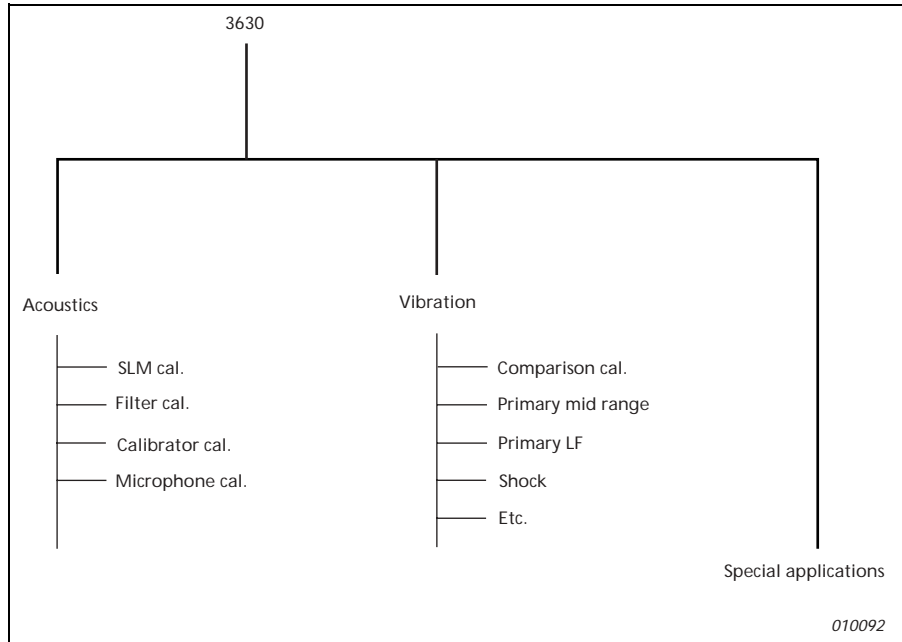 3630
Acoustics
SLM cal.
Filter cal.
Calibrator cal.
Microphone cal.
Vibration
Comparison cal.
Primary mid range
Primary LF
Shock
Etc.
Special applications
010092